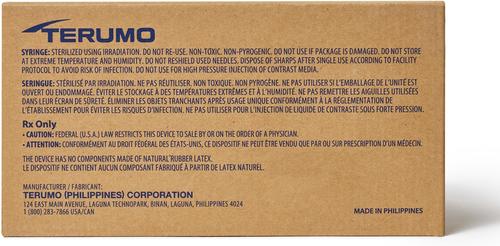 TERUMO
SYRINGE: STERILIZED USING IRRADIATION. DO NOT RE-USE. NON-TOXIC. NON-PYROGENIC. DO NOT USE IF PACKAGE IS DAMAGED. DO NOT STORE
AT EXTREME TEMPERATURE AND HUMIDITY. DO NOT RESHIELD USED NEEDLES. DISPOSE OF SHARPS AFTER SINGLE USE ACCORDING TO FACILITY
PROTOCOL TO AVOID RISK OF INFECTION. DO NOT USE FOR HIGH PRESSURE INJECTION OF CONTRAST MEDIA.
SERINGUE: STÉRILISÉ PAR IRRADIATION. NE PAS RÉUTILISER. NON TOXIQUE. NON PYROGÈNE. NE PAS UTILISER SI L'EMBALLAGE DE L'UNITÉ EST
OUVERT OU ENDOMMAGÉ. ÉVITER LE STOCKAGE À DES TEMPÉRATURES EXTRÊMES ET À L'HUMIDITÉ. NE PAS REMETTRE LES AIGUILLES UTILISÉES
DANS LEUR ÉCRAN DE SÛRETÉ. ÉLIMINER LES OBJETS TRANCHANTS APRÈS USAGE UNIQUE CONFORMÉMENT À LA RÉGLEMENTATION DE
L'ÉTABLISSEMENT POUR ÉVITER LES RISQUES D'INFECTION. NE PAS UTILISER POUR L'INJECTION DE LIQUIDE DE CONTRASTE SOUS FORTE PRESSION.
Rx Only
• CAUTION: FEDERAL (U.S.A.) LAW RESTRICTS THIS DEVICE TO SALE BY OR ON THE ORDER OF A PHYSICIAN.
• ATTENTION: CONFORMÉMENT AU DROIT FÉDÉRAL DES ÉTATS-UNIS, CE DISPOSITIF NE PEUT ÊTRE VENDU QUE PAR OU SUR PRESCRIPTION D'UN MÉDECIN.
THE DEVICE HAS NO COMPONENTS MADE OF NATURAL RUBBER LATEX.
LE DISPOSITIF NE CONTIENT AUCUN COMPOSANT FABRIQUÉ À PARTIR DE LATEX NATUREL.
MANUFACTURER / FABRICANT:
TERUMO (PHILIPPINES) CORPORATION
124 EAST MAIN AVENUE, LAGUNA TECHNOPARK, BINAN, LAGUNA, PHILIPPINES 4024
1 (800) 283-7866 USA/CAN
MADE IN PHILIPPINES